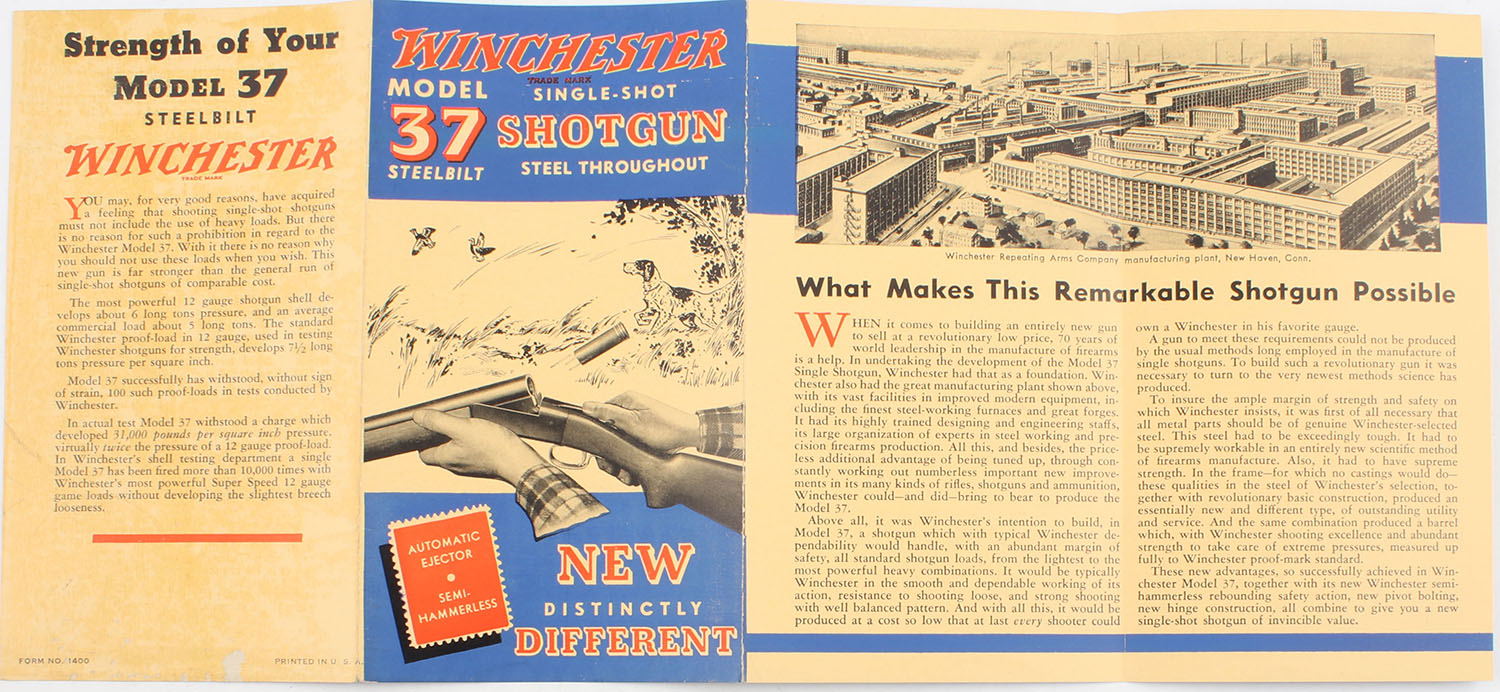 Strength of Your
MODEL 37
STEELBILT
WINCHESTER
TRADE MARK
YOU may, for very good reasons, have acquired
a feeling that shooting single-shot shotguns
must not include the use of heavy loads. But there
is no reason for such a prohibition in regard to the
Winchester Model 37. With it there is no reason why
you should not use these loads when you wish. This
new gun is far stronger than the general run of
single-shot shotguns of comparable cost.
The most powerful 12 gauge shotgun shell de-
velops about 6 long tons pressure, and an average
commercial load about 5 long tons. The standard
Winchester proof-load in 12 gauge, used in testing
Winchester shotguns for strength, develops 7½ long
tons pressure per square inch.
Model 37 successfully has withstood, without sign
of strain, 100 such proof-loads in tests conducted by
Winchester.
In actual test Model 37 withstood a charge which
developed 31,000 pounds per square inch pressure,
virtually twice the pressure of a 12 gauge proof-load.
In Winchester's shell testing department a single
Model 37 has been fired more than 10,000 times with
Winchester's most powerful Super Speed 12 gauge
game loads without developing the slightest breech
looseness.
FORM NO. 1400
PRINTED IN U. S. A.
WINCHESTER
TRADE MARK
MODEL
37
STEELBILT
SINGLE-SHOT
SHOTGUN
STEEL THROUGHOUT
AUTOMATIC
EJECTOR
•
SEMI-
HAMMERLESS
NEW
DISTINCTLY
DIFFERENT
Winchester Repeating Arms Company manufacturing plant, New Haven, Conn.
What Makes This Remarkable Shotgun Possible
WHEN it comes to building an entirely new gun
to sell at a revolutionary low price, 70 years of
world leadership in the manufacture of firearms
is a help. In undertaking the development of the Model 37
Single Shotgun, Winchester had that as a foundation. Win-
chester also had the great manufacturing plant shown above,
with its vast facilities in improved modern equipment, in-
cluding the finest steel-working furnaces and great forges.
It had its highly trained designing and engineering staffs,
its large organization of experts in steel working and pre-
cision firearms production. All this, and besides, the price-
less additional advantage of being tuned up, through con-
stantly working out numberless important new improve-
ments in its many kinds of rifles, shotguns and ammunition,
Winchester could—and did—bring to bear to produce the
Model 37.
Above all, it was Winchester's intention to build, in
Model 37, a shotgun which with typical Winchester de-
pendability would handle, with an abundant margin of
safety, all standard shotgun loads, from the lightest to the
most powerful heavy combinations. It would be typically
Winchester in the smooth and dependable working of its
action, resistance to shooting loose, and strong shooting
with well balanced pattern. And with all this, it would be
produced at a cost so low that at last every shooter could
own a Winchester in his favorite gauge.
A gun to meet these requirements could not be produced
by the usual methods long employed in the manufacture of
single shotguns. To build such a revolutionary gun it was
necessary to turn to the very newest methods science has
produced.
To insure the ample margin of strength and safety on
which Winchester insists, it was first of all necessary that
all metal parts should be of genuine Winchester-selected
steel. This steel had to be exceedingly tough. It had to
be supremely workable in an entirely new scientific method
of firearms manufacture. Also, it had to have supreme
strength. In the frame—for which no castings would do—
these qualities in the steel of Winchester's selection, to-
gether with revolutionary basic construction, produced an
essentially new and different type, of outstanding utility
and service. And the same combination produced a barrel
which, with Winchester shooting excellence and abundant
strength to take care of extreme pressures, measured up
fully to Winchester proof-mark standard.
These new advantages, so successfully achieved in Win-
chester Model 37, together with its new Winchester semi-
hammerless rebounding safety action, new pivot bolting,
new hinge construction, all combine to give you a new
single-shot shotgun of invincible value.